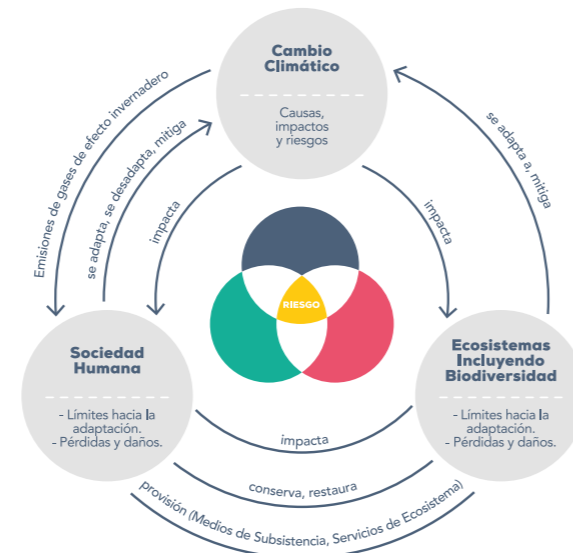 Cambio
Climático
Causas,
impactos
y riesgos
Emisiones de gases de efecto invernadero
se adapta, se desadapta, mitiga
impacta
impacta
se adapta a, mitiga
RIESGO
Sociedad
Humana
- Límites hacia la
adaptación.
- Pérdidas y daños.
Ecosistemas
Incluyendo
Biodiversidad
- Límites hacia la
adaptación.
- Pérdidas y daños.
impacta
conserva, restaura
provisión (Medios de Subsistencia, Servicios de Ecosistema)